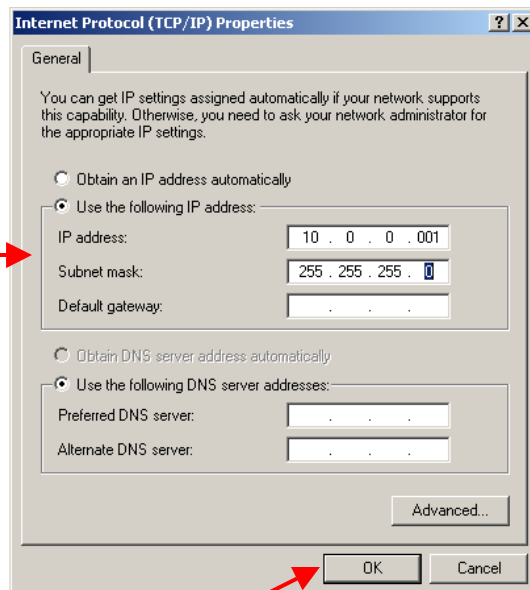 Internet Protocol (TCP/IP) Properties ? X
General
You can get IP settings assigned automatically if your network supports
this capability. Otherwise, you need to ask your network administrator for
the appropriate IP settings.
Obtain an IP address automatically
Use the following IP address:
IP address: 10 . 0 . 0 . 001
Subnet mask: 255 . 255 . 255 . 0
Default gateway: . . .
Obtain DNS server address automatically
Use the following DNS server addresses:
Preferred DNS server: . . .
Alternate DNS server: . . .
Advanced...
OK Cancel